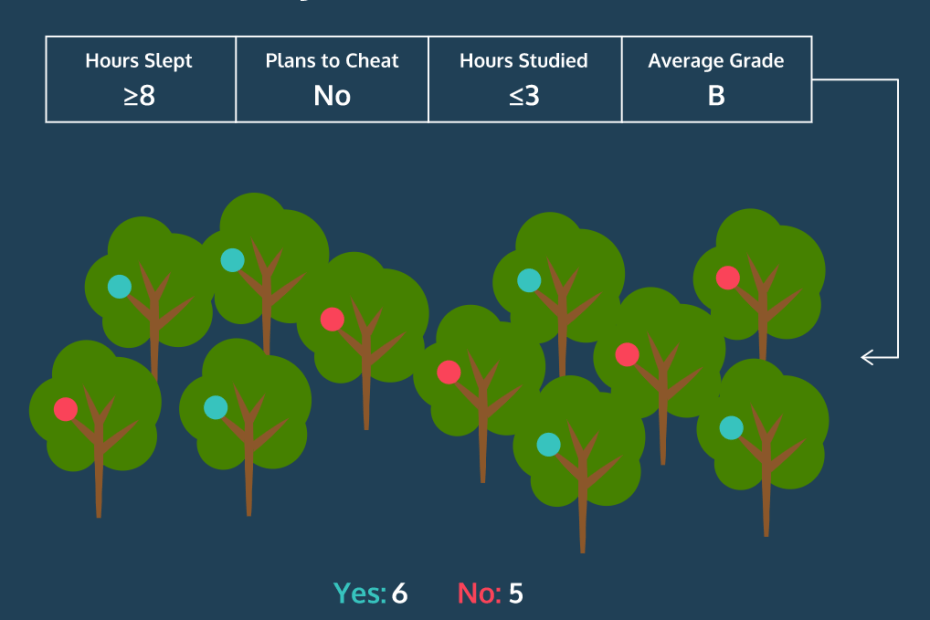 Hours Slept
≥8
Plans to Cheat
No
Hours Studied
≤3
Average Grade
B
Yes: 6 No: 5